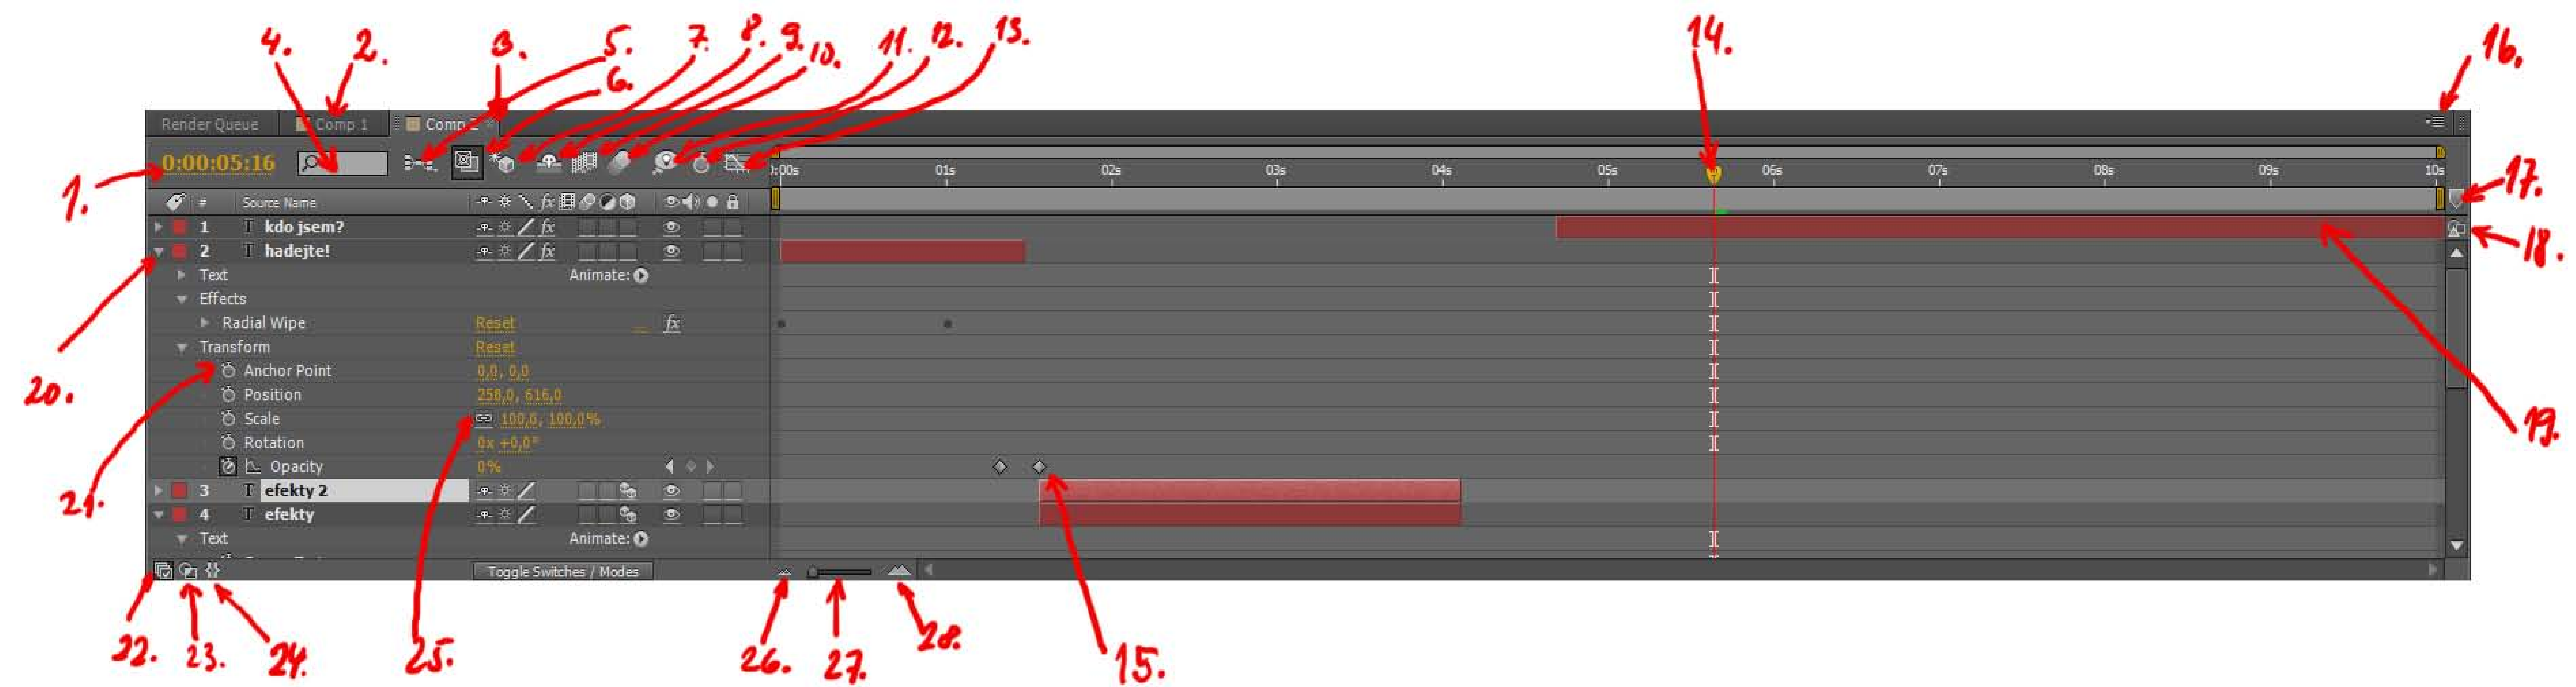 4. 2. 3. 5. 7. 8. 9. 10. 11. 12. 13. 14. 16.
6.
Render Queue Comp 1 Comp 2
1. 0:00:05:16 0:00s 01s 02s 03s 04s 05s 06s 07s 08s 09s 10s 17.
# Source Name
1 T kdo jsem? fx
2 T hadejte! fx 18.
Text Animate:
Effects
Radial Wipe Reset ... fx
Transform Reset
20. Anchor Point 0,0, 0,0
Position 258,0, 616,0
Scale 100,0, 100,0%
Rotation 0x +0,0° 19.
Opacity 0%
21. 3 T efekty 2
4 T efekty
Text Animate:
Toggle Switches / Modes
22. 23. 24. 25. 26. 27. 28. 15.